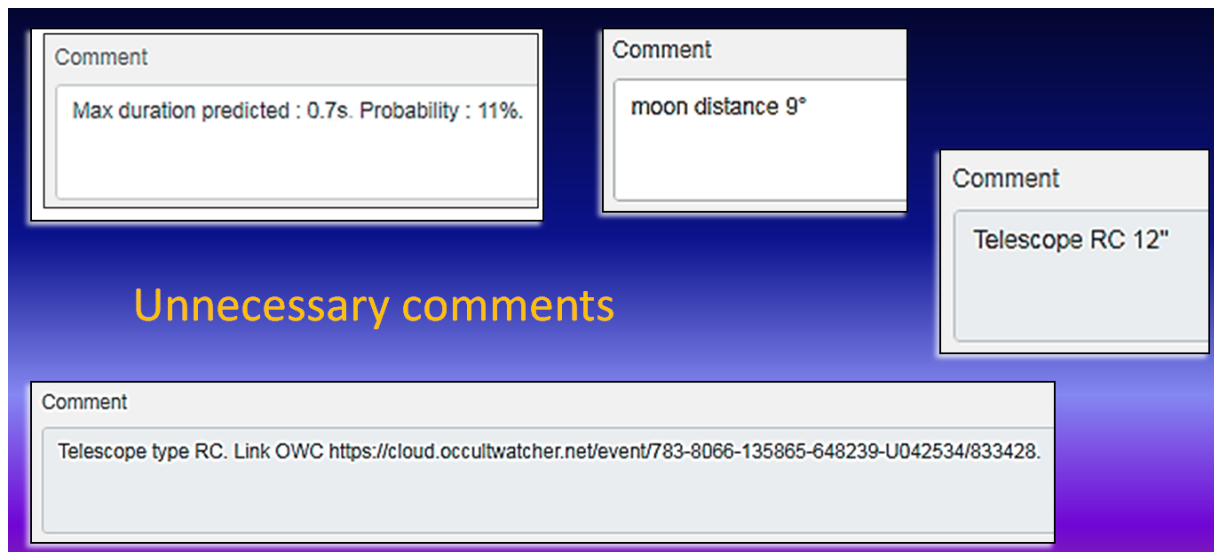 Comment
Max duration predicted : 0.7s. Probability : 11%.
Comment
moon distance 9°
Comment
Telescope RC 12"
Unnecessary comments
Comment
Telescope type RC. Link OWC https://cloud.occultwatcher.net/event/783-8066-135865-648239-U042534/833428.